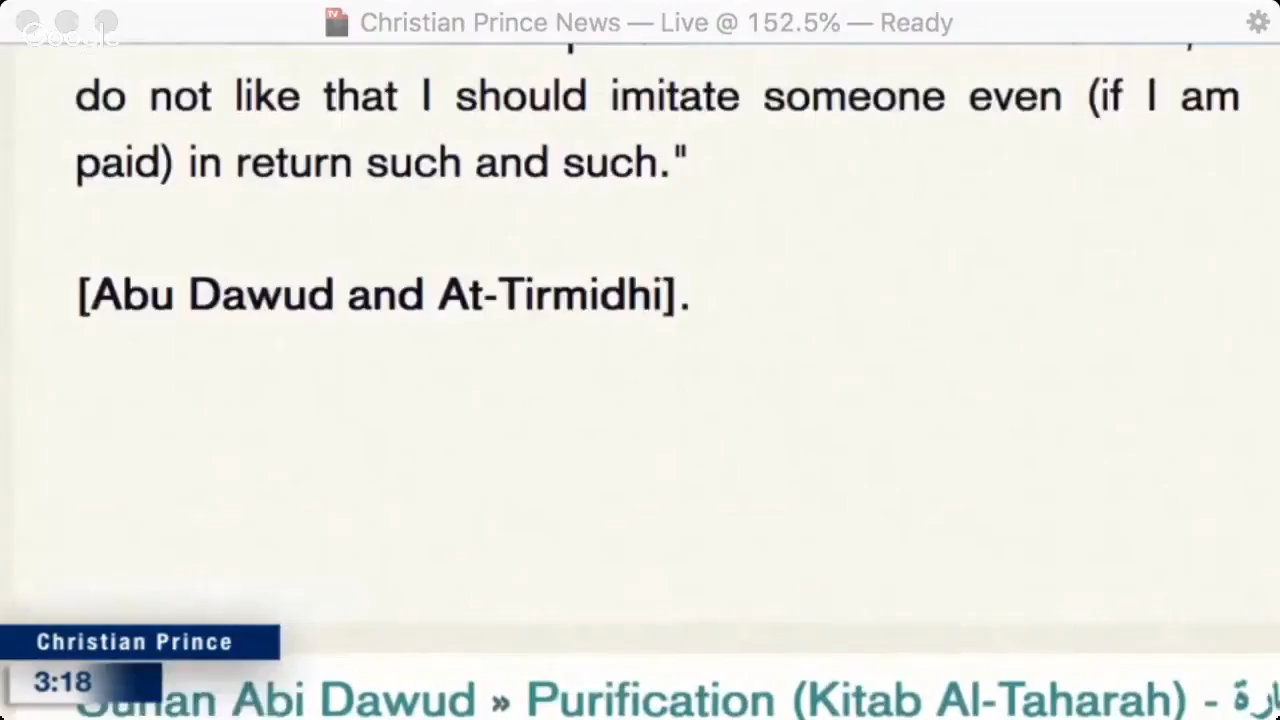 Christian Prince News — Live @ 152.5% — Ready
Google
do not like that I should imitate someone even (if I am
paid) in return such and such."
[Abu Dawud and At-Tirmidhi].
Christian Prince
3:18
Abi Dawud » Purification (Kitab Al-Taharah) -